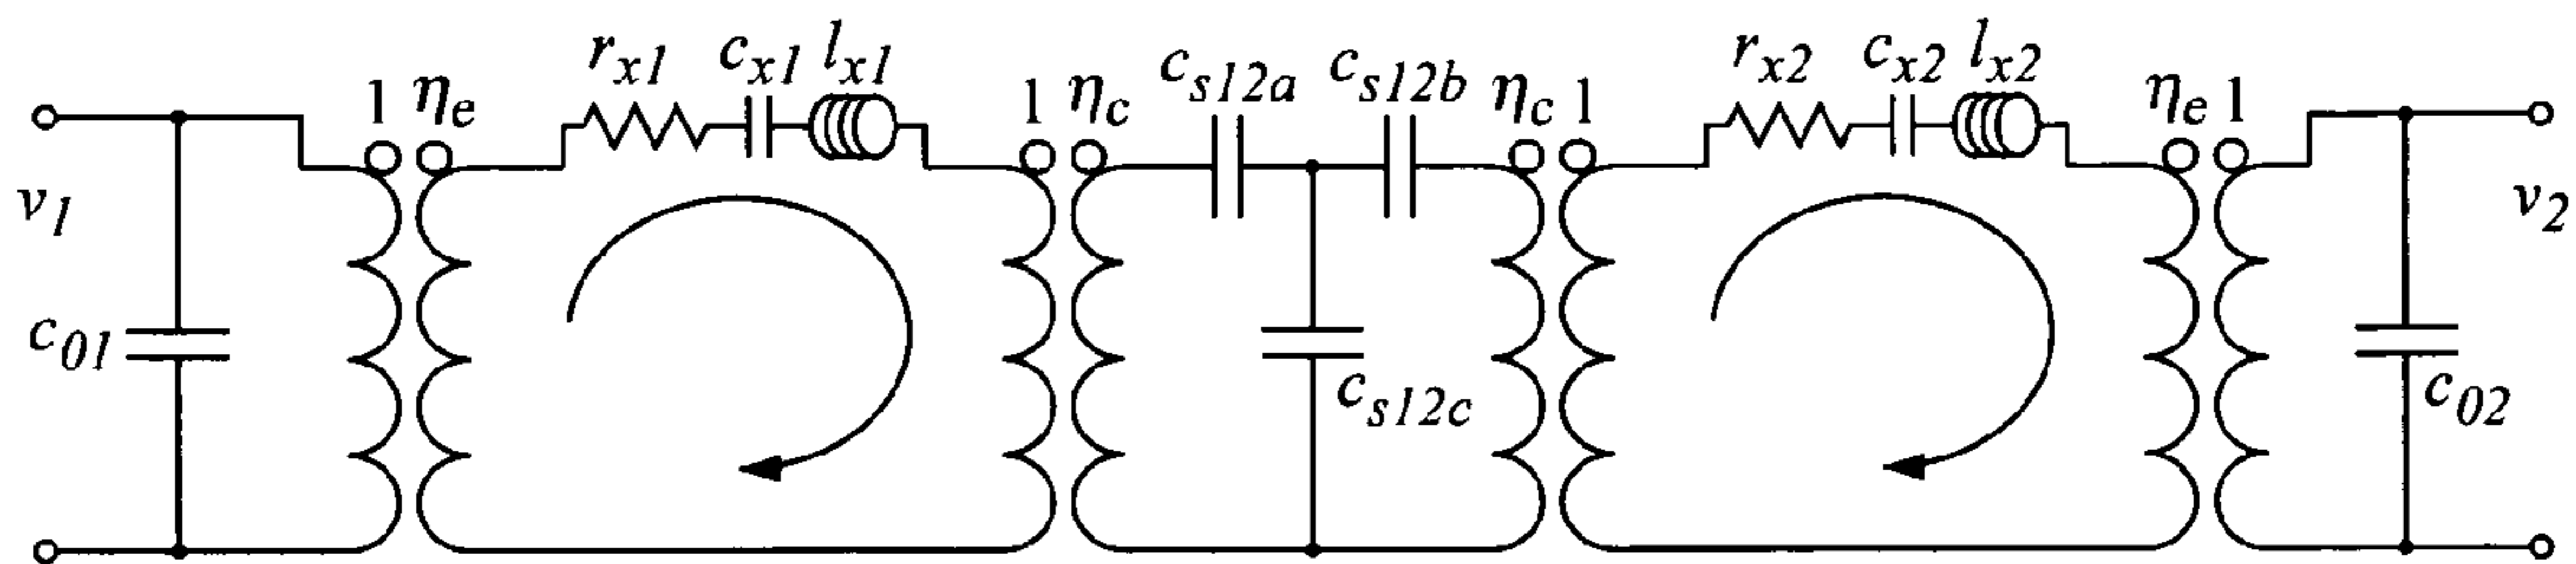 v_1
c_01
1 η_e
r_x1 c_x1 l_x1
1 η_c
c_s12a c_s12b
c_s12c
η_c 1
r_x2 c_x2 l_x2
η_e 1
c_02
v_2